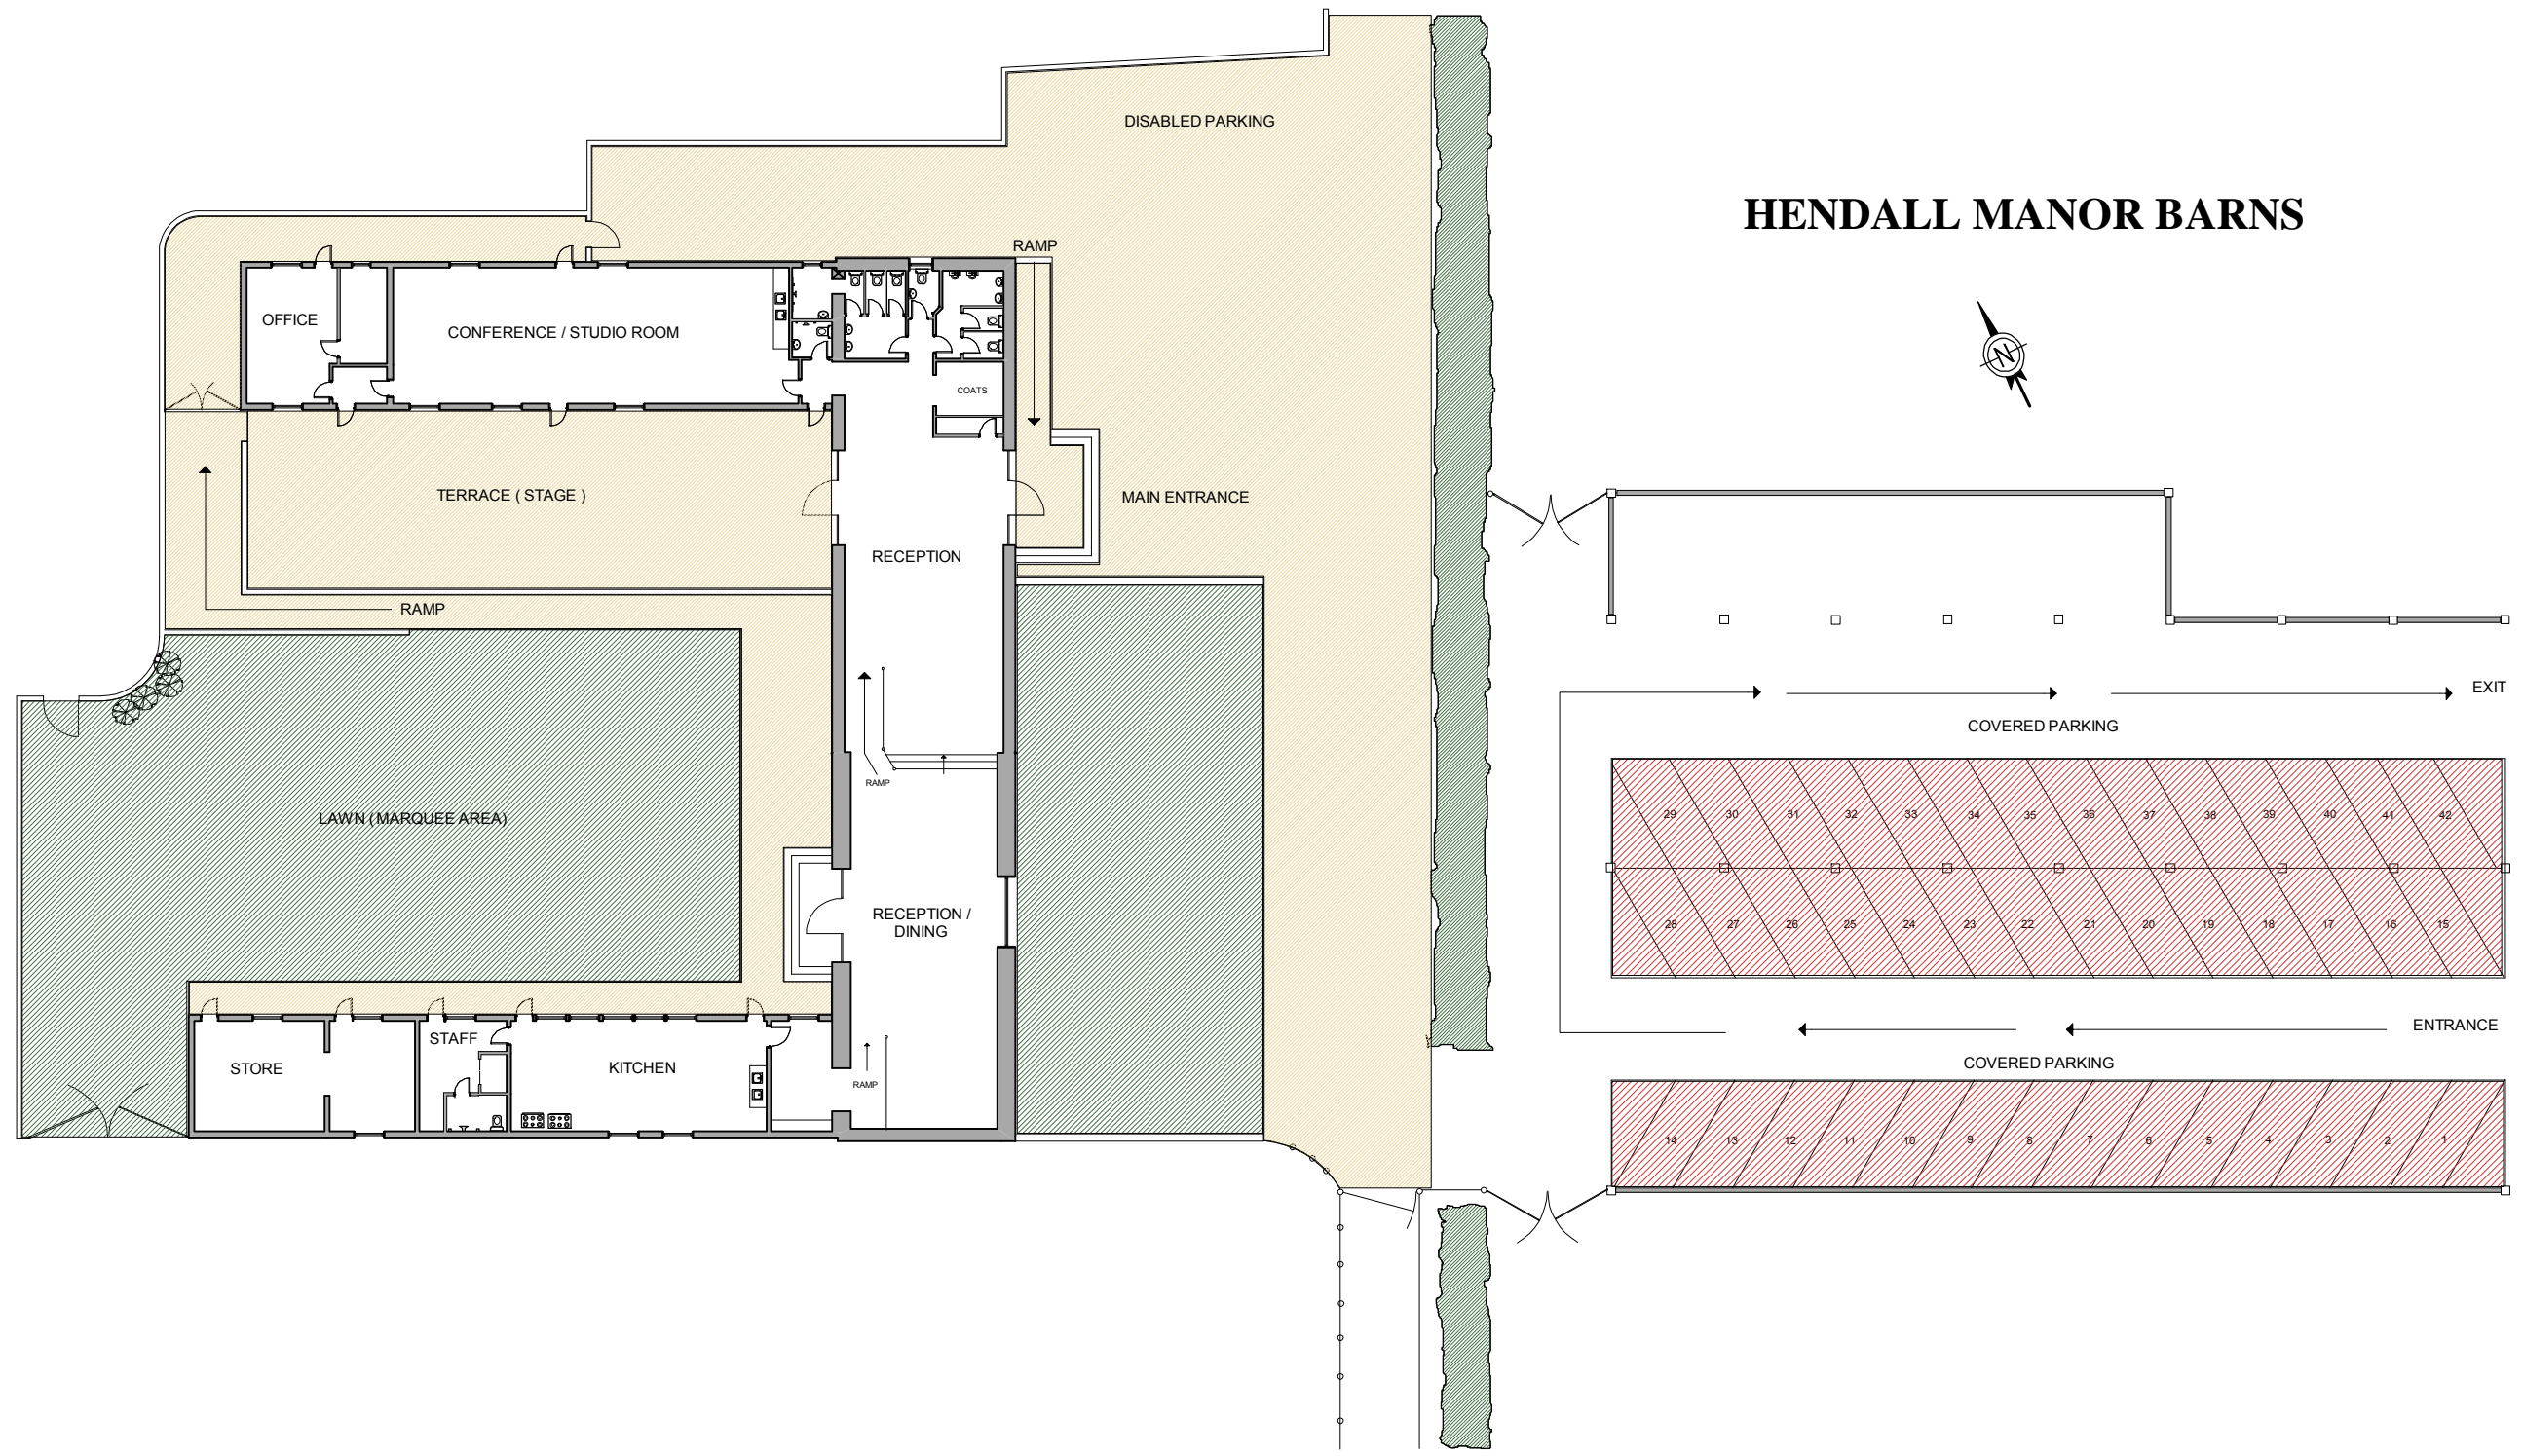 DISABLED PARKING
HENDALL MANOR BARNS
RAMP
OFFICE
CONFERENCE / STUDIO ROOM
N
COATS
TERRACE ( STAGE )
MAIN ENTRANCE
RECEPTION
RAMP
EXIT
COVERED PARKING
RAMP
LAWN (MARQUEE AREA)
29 30 31 32 33 34 35 36 37 38 39 40 41 42
RECEPTION /
DINING
28 27 26 25 24 23 22 21 20 19 18 17 16 15
ENTRANCE
STAFF
STORE
KITCHEN
COVERED PARKING
RAMP
14 13 12 11 10 9 8 7 6 5 4 3 2 1